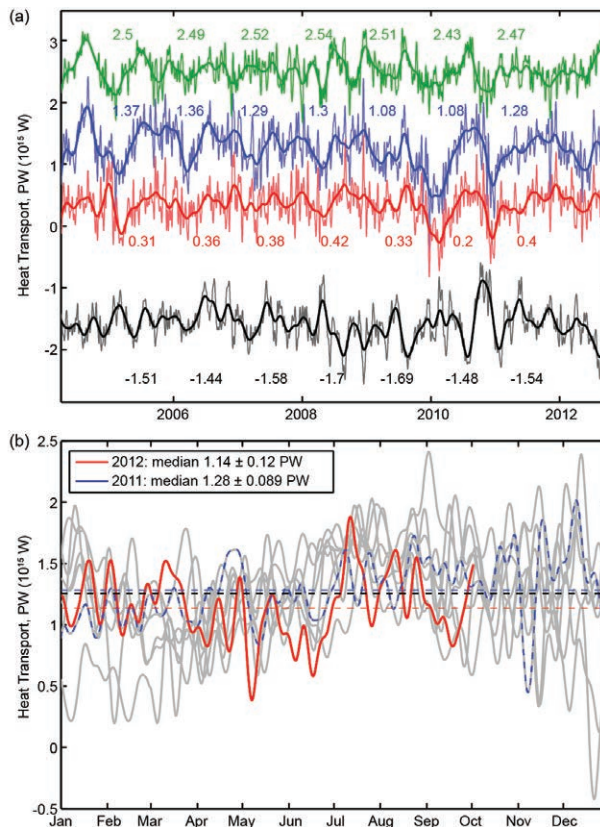 (a)
2.5 2.49 2.52 2.54 2.51 2.43 2.47
3
2
1.37 1.36 1.29 1.3 1.08 1.08 1.28
1
0
0.31 0.36 0.38 0.42 0.33 0.2 0.4
-1
-2
-1.51 -1.44 -1.58 -1.7 -1.69 -1.48 -1.54
Heat Transport, PW (10¹⁵ W)
2006 2008 2010 2012
(b)
2.5
2012: median 1.14 ± 0.12 PW
2011: median 1.28 ± 0.089 PW
2
1.5
1
0.5
0
-0.5
Heat Transport, PW (10¹⁵ W)
Jan Feb Mar Apr May Jun Jul Aug Sep Oct Nov Dec